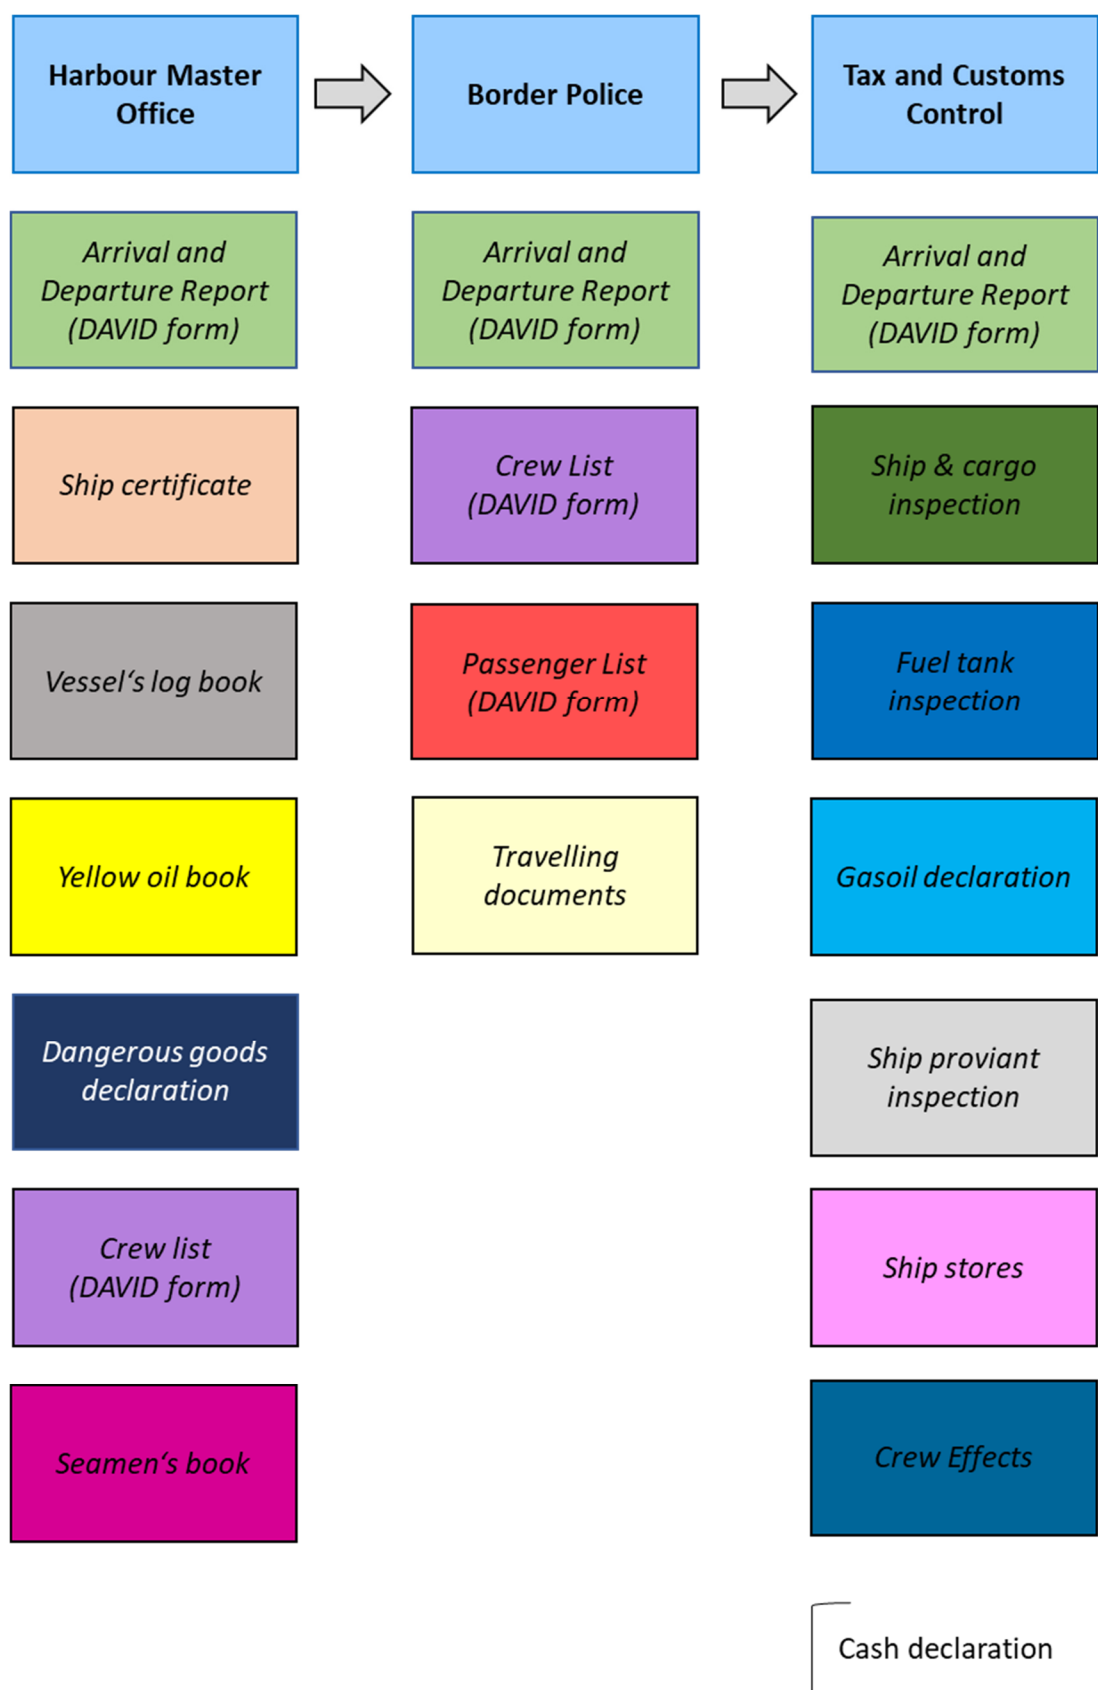 Harbour Master
Office
Border Police
Tax and Customs
Control
Arrival and
Departure Report
(DAVID form)
Arrival and
Departure Report
(DAVID form)
Arrival and
Departure Report
(DAVID form)
Ship certificate
Crew List
(DAVID form)
Ship & cargo
inspection
Vessel‘s log book
Passenger List
(DAVID form)
Fuel tank
inspection
Yellow oil book
Travelling
documents
Gasoil declaration
Dangerous goods
declaration
Ship proviant
inspection
Crew list
(DAVID form)
Ship stores
Seamen‘s book
Crew Effects
Cash declaration